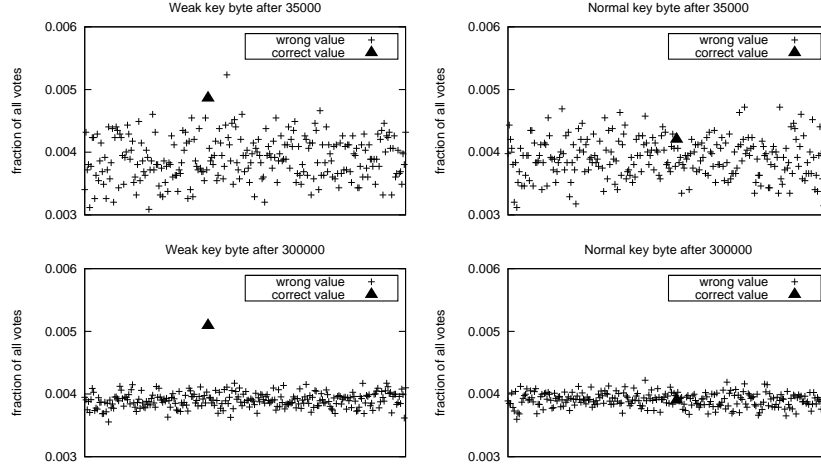 Weak key byte after 35000
0.006
0.005
0.004
0.003
fraction of all votes
wrong value
correct value
Normal key byte after 35000
0.006
0.005
0.004
0.003
fraction of all votes
wrong value
correct value
Weak key byte after 300000
0.006
0.005
0.004
0.003
fraction of all votes
wrong value
correct value
Normal key byte after 300000
0.006
0.005
0.004
0.003
fraction of all votes
wrong value
correct value